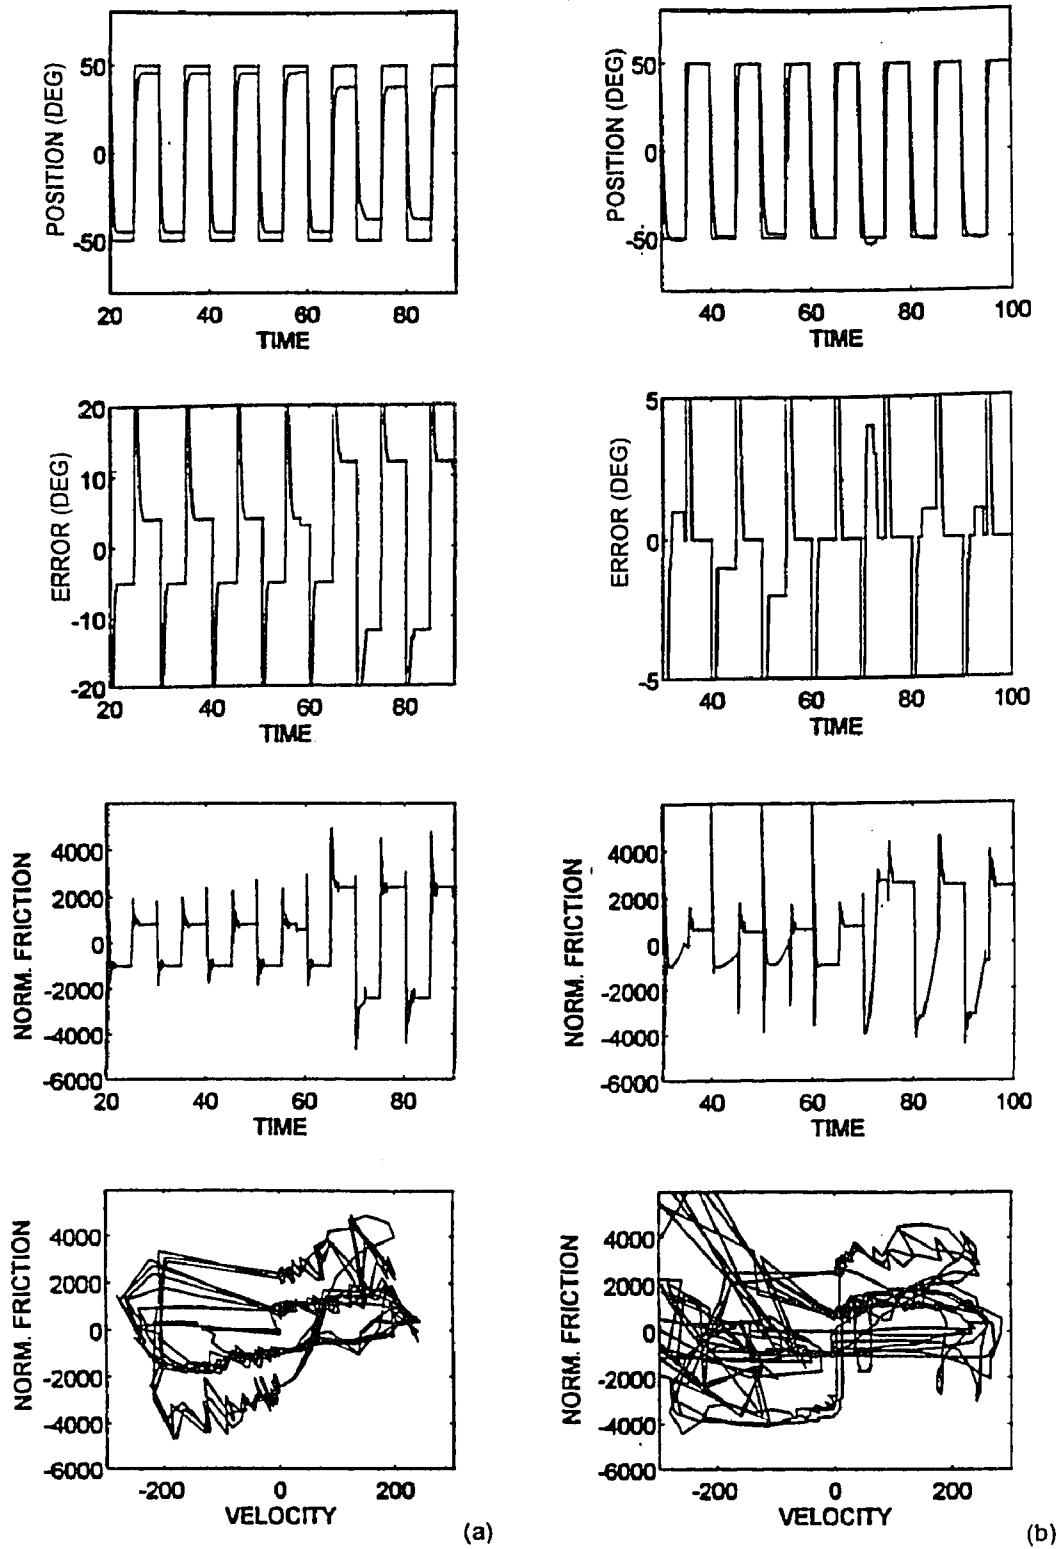 POSITION (DEG)
50
0
-50
20 40 60 80
TIME
POSITION (DEG)
50
0
-50
40 60 80 100
TIME
ERROR (DEG)
20
10
0
-10
-20
20 40 60 80
TIME
ERROR (DEG)
5
0
-5
40 60 80 100
TIME
NORM. FRICTION
4000
2000
0
-2000
-4000
-6000
20 40 60 80
TIME
NORM. FRICTION
4000
2000
0
-2000
-4000
-6000
40 60 80 100
TIME
NORM. FRICTION
4000
2000
0
-2000
-4000
-6000
-200 0 200
VELOCITY
(a)
NORM. FRICTION
4000
2000
0
-2000
-4000
-6000
-200 0 200
VELOCITY
(b)